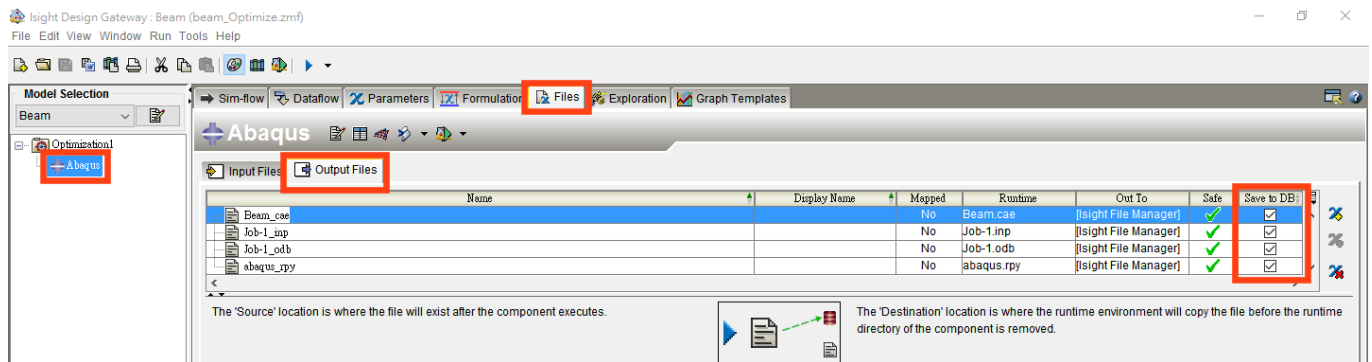 Isight Design Gateway : Beam (beam_Optimize.zmf)
File Edit View Window Run Tools Help
Model Selection
Beam
Optimization1
Abaqus
Sim-flow Dataflow Parameters Formulation Files Exploration Graph Templates
Abaqus
Input Files Output Files
Name Display Name Mapped Runtime Out To Safe Save to DB
Beam_cae No Beam.cae [Isight File Manager]
Job-1_inp No Job-1.inp [Isight File Manager]
Job-1_odb No Job-1.odb [Isight File Manager]
abaqus_rpy No abaqus.rpy [Isight File Manager]
The 'Source' location is where the file will exist after the component executes.
The 'Destination' location is where the runtime environment will copy the file before the runtime
directory of the component is removed.